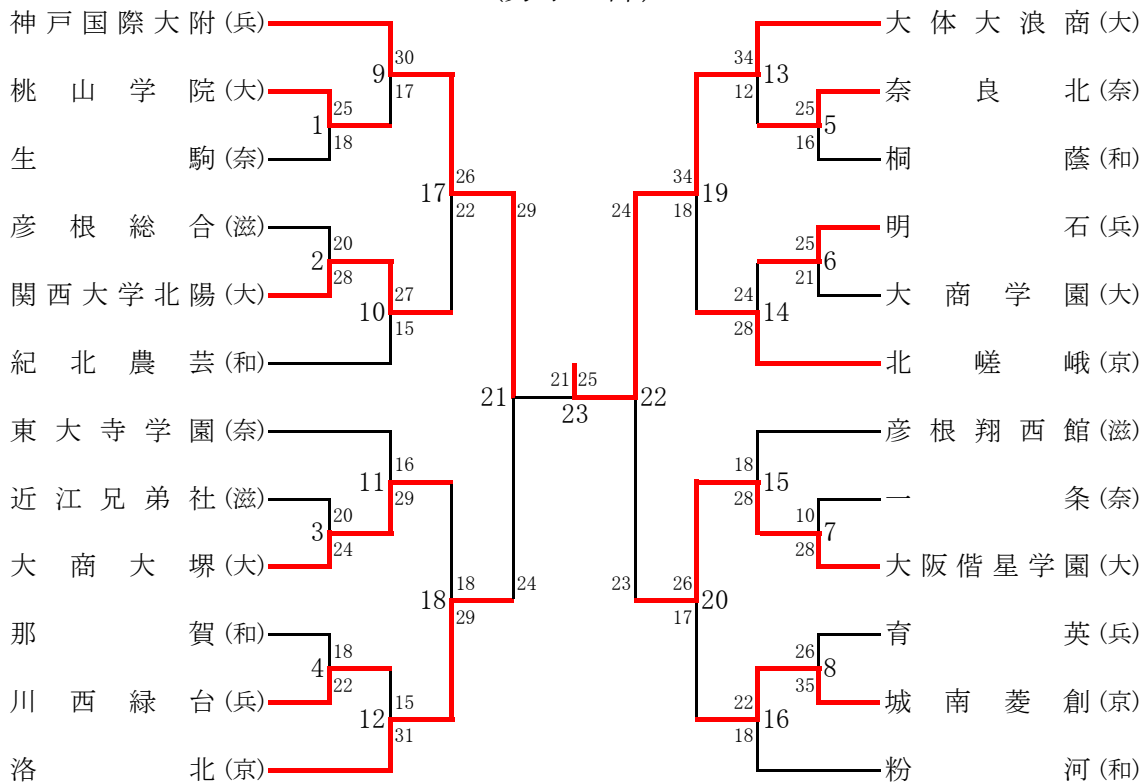 神戸国際大附(兵)
桃山学院(大)
生駒(奈)
彦根総合(滋)
関西大学北陽(大)
紀北農芸(和)
東大寺学園(奈)
近江兄弟社(滋)
大商大堺(大)
那賀(和)
川西緑台(兵)
洛北(京)
1
25
18
2
20
28
3
20
24
4
18
22
9
30
17
10
27
15
11
16
29
12
15
31
17
26
22
18
18
29
21
29
24
23
21
25
22
24
23
19
34
18
20
26
17
13
34
12
14
24
28
15
18
28
16
22
18
5
25
16
6
25
21
7
10
28
8
26
35
大体大浪商(大)
奈良北(奈)
桐蔭(和)
明石(兵)
大商学園(大)
北嵯峨(京)
彦根翔西館(滋)
一条(奈)
大阪偕星学園(大)
育英(兵)
城南菱創(京)
粉河(和)